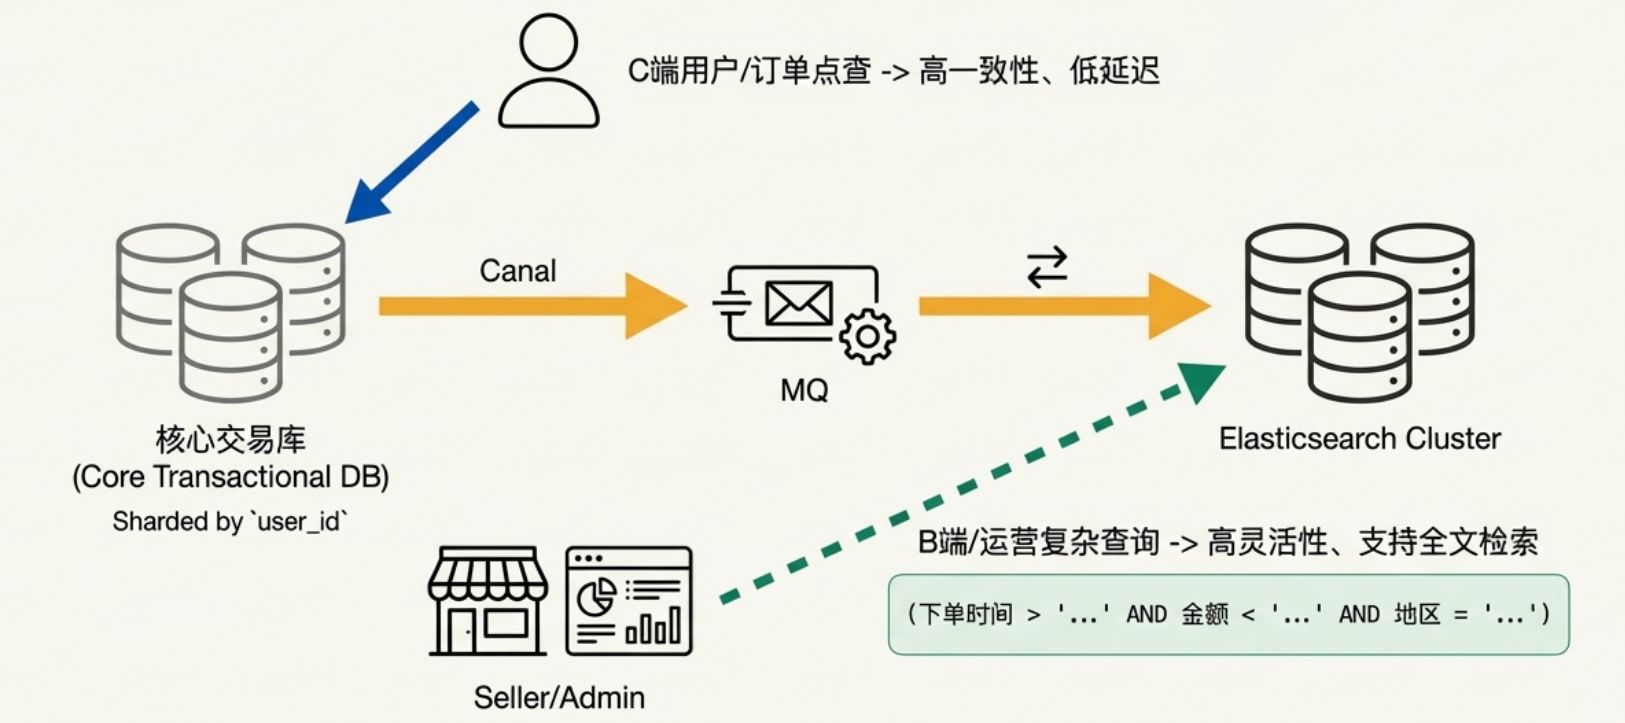 C端用户/订单点查 -> 高一致性、低延迟
Canal
MQ
核心交易库
(Core Transactional DB)
Sharded by `user_id`
Elasticsearch Cluster
B端/运营复杂查询 -> 高灵活性、支持全文检索
(下单时间 > '...' AND 金额 < '...' AND 地区 = '...')
Seller/Admin